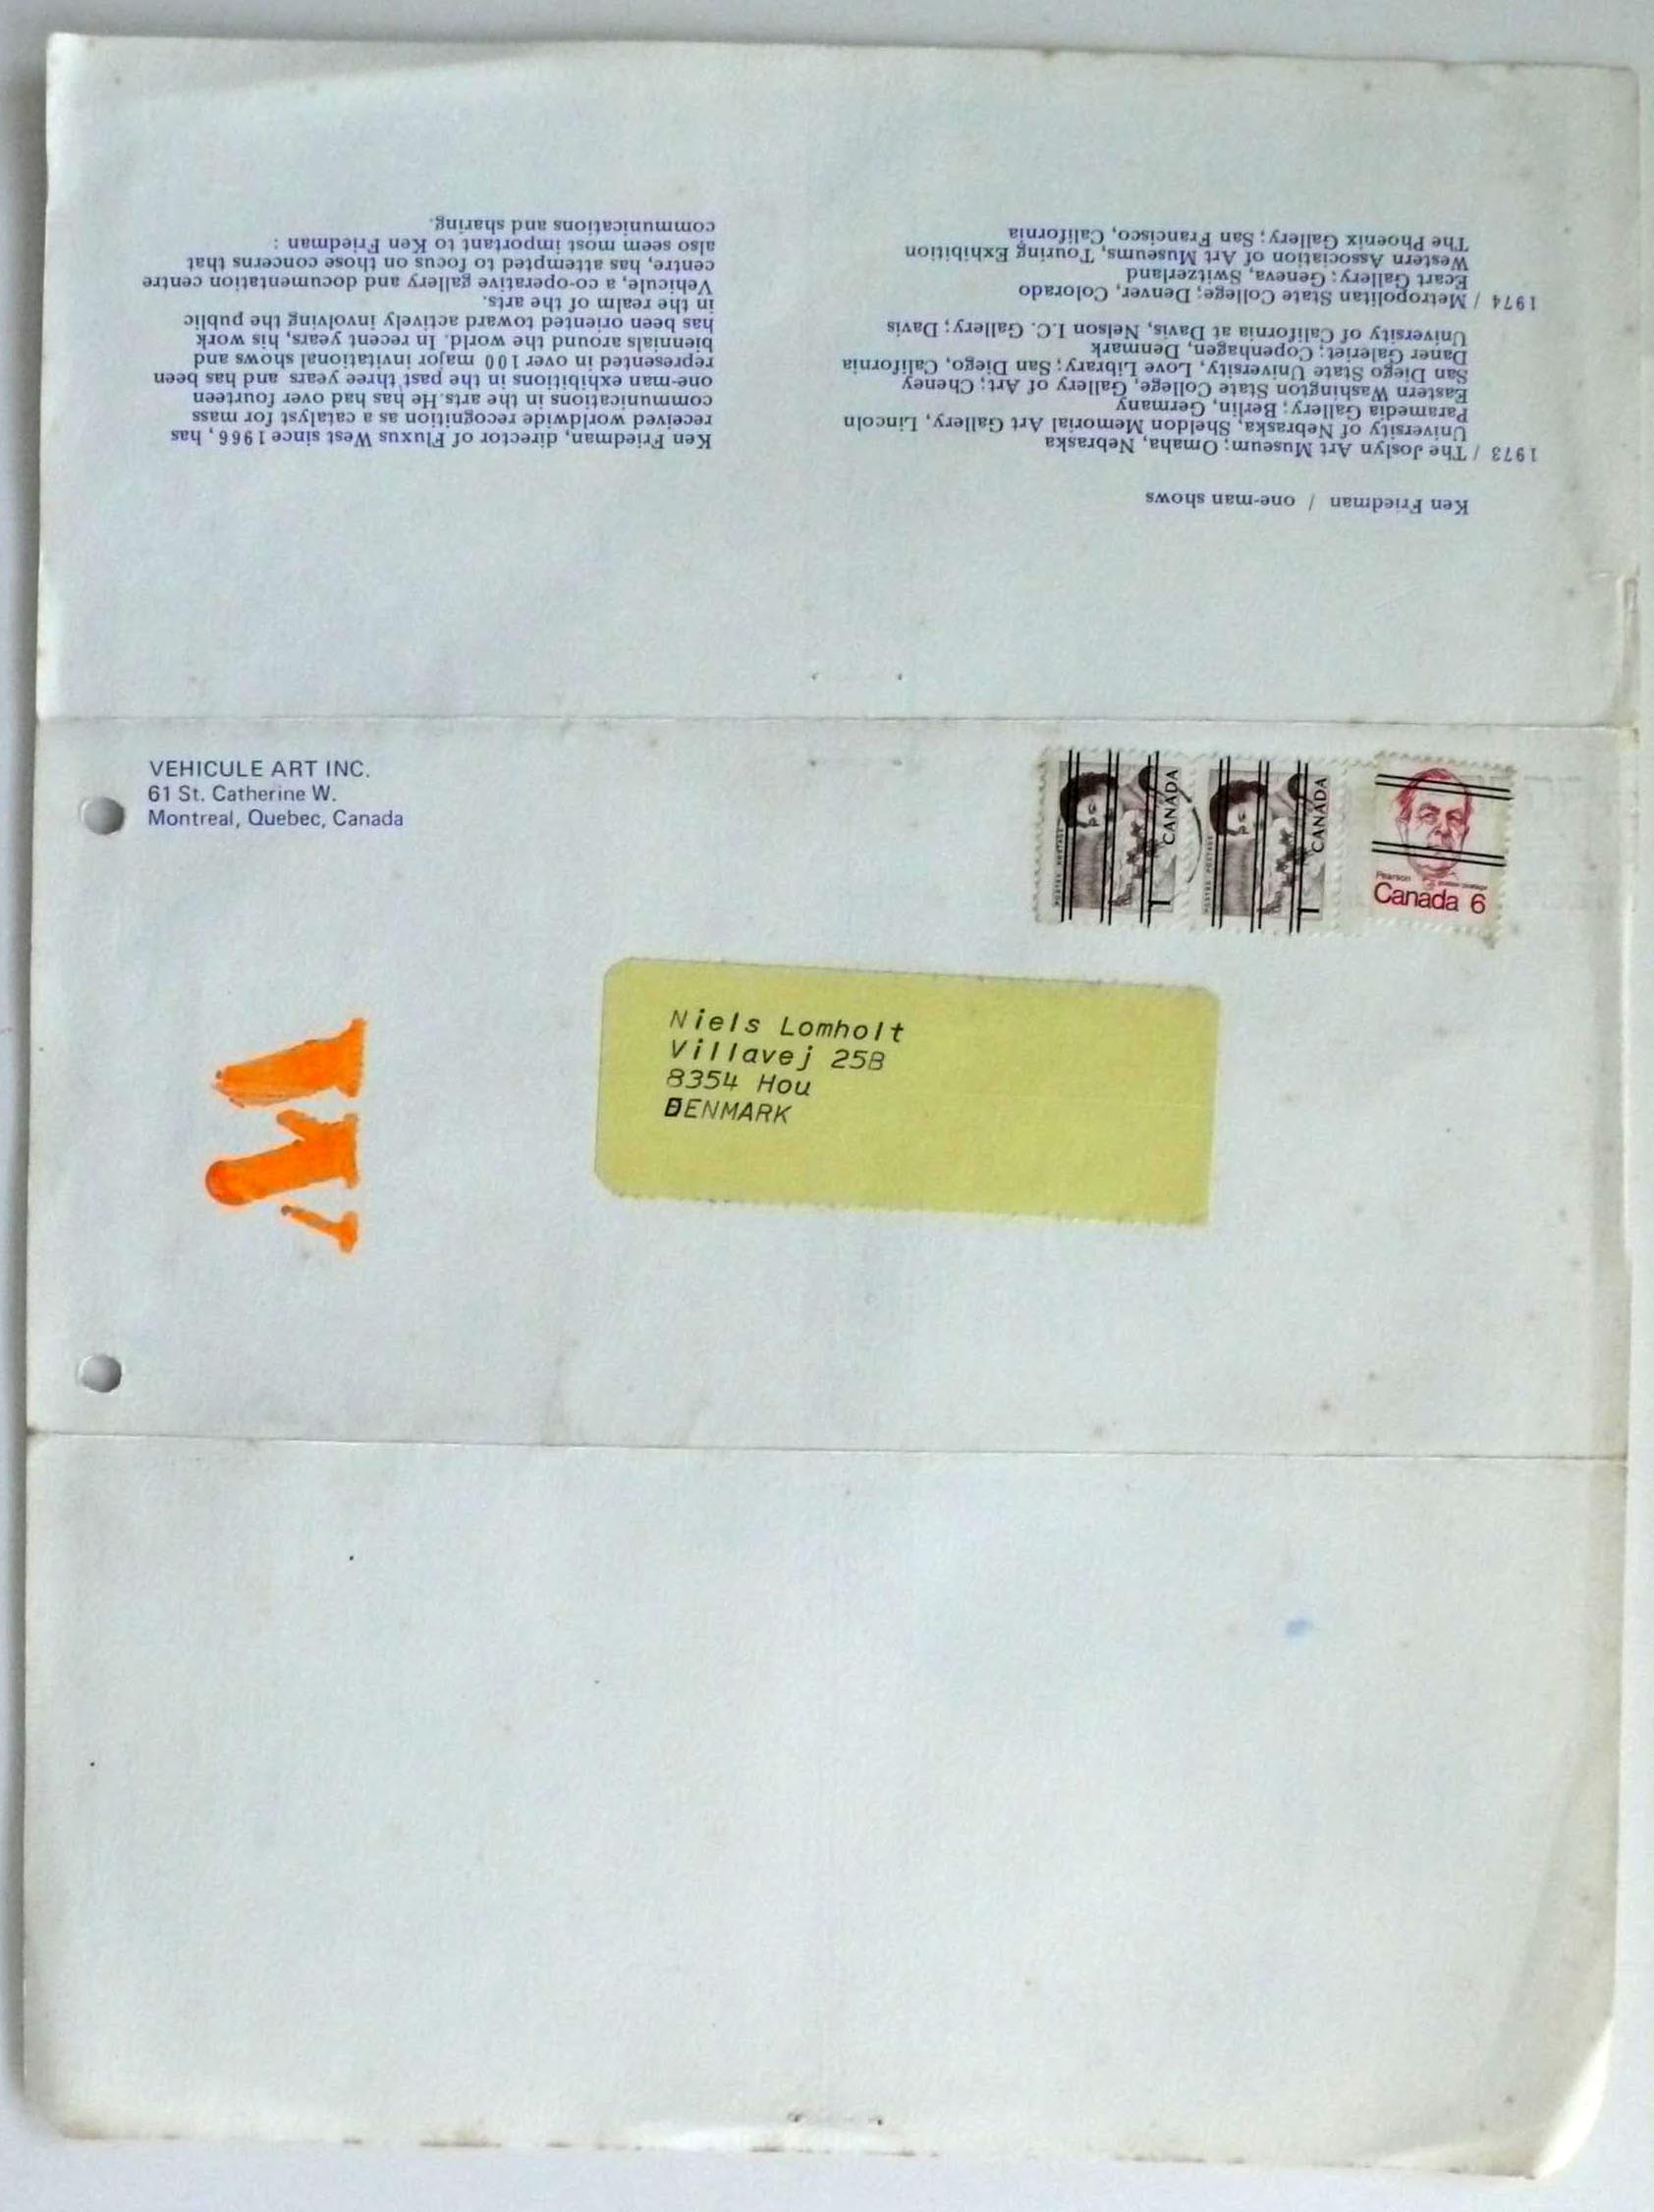 Ken Friedman / one-man shows
1973 / The Joslyn Art Museum; Omaha, Nebraska
University of Nebraska, Sheldon Memorial Art Gallery, Lincoln
Paramedia Gallery; Berlin, Germany
Eastern Washington State College, Gallery of Art; Cheney
San Diego State University, Love Library; San Diego, California
Daner Galeriet; Copenhagen, Denmark
University of California at Davis, Nelson I.C. Gallery; Davis
1974 / Metropolitan State College; Denver, Colorado
Ecart Gallery; Geneva, Switzerland
Western Association of Art Museums, Touring Exhibition
The Phoenix Gallery; San Francisco, California
Ken Friedman, director of Fluxus West since 1966, has
received worldwide recognition as a catalyst for mass
communications in the arts. He has had over fourteen
one-man exhibitions in the past three years and has been
represented in over 100 major invitational shows and
biennials around the world. In recent years, his work
has been oriented toward actively involving the public
in the realm of the arts.
Vehicule, a co-operative gallery and documentation centre
centre, has attempted to focus on those concerns that
also seem most important to Ken Friedman :
communications and sharing.
VEHICULE ART INC.
61 St. Catherine W.
Montreal, Quebec, Canada
POSTES POSTAGE
1 CANADA
POSTES POSTAGE
1 CANADA
Pearson
Canada 6
Niels Lomholt
Villavej 25B
8354 Hou
DENMARK